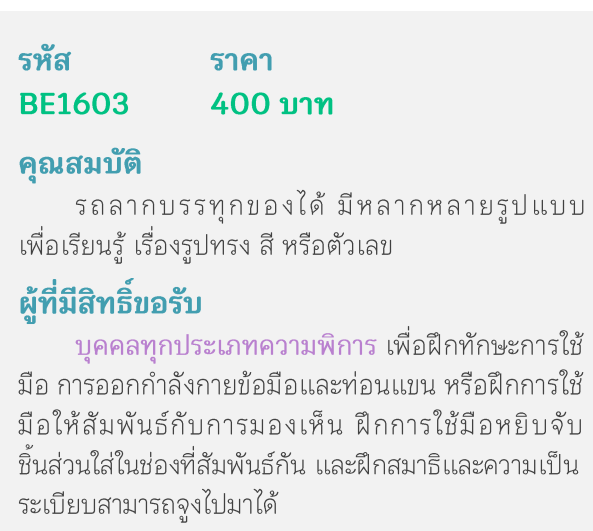 รหัส ราคา
BE1603 400 บาท
คุณสมบัติ
รถลากบรรทุกของได้ มีหลากหลายรูปแบบ
เพื่อเรียนรู้ เรื่องรูปทรง สี หรือตัวเลข
ผู้ที่มีสิทธิ์ขอรับ
บุคคลทุกประเภทความพิการ เพื่อฝึกทักษะการใช้
มือ การออกกำลังกายข้อมือและท่อนแขน หรือฝึกการใช้
มือให้สัมพันธ์กับการมองเห็น ฝึกการใช้มือหยิบจับ
ชิ้นส่วนใส่ในช่องที่สัมพันธ์กัน และฝึกสมาธิและความเป็น
ระเบียบสามารถจูงไปมาได้